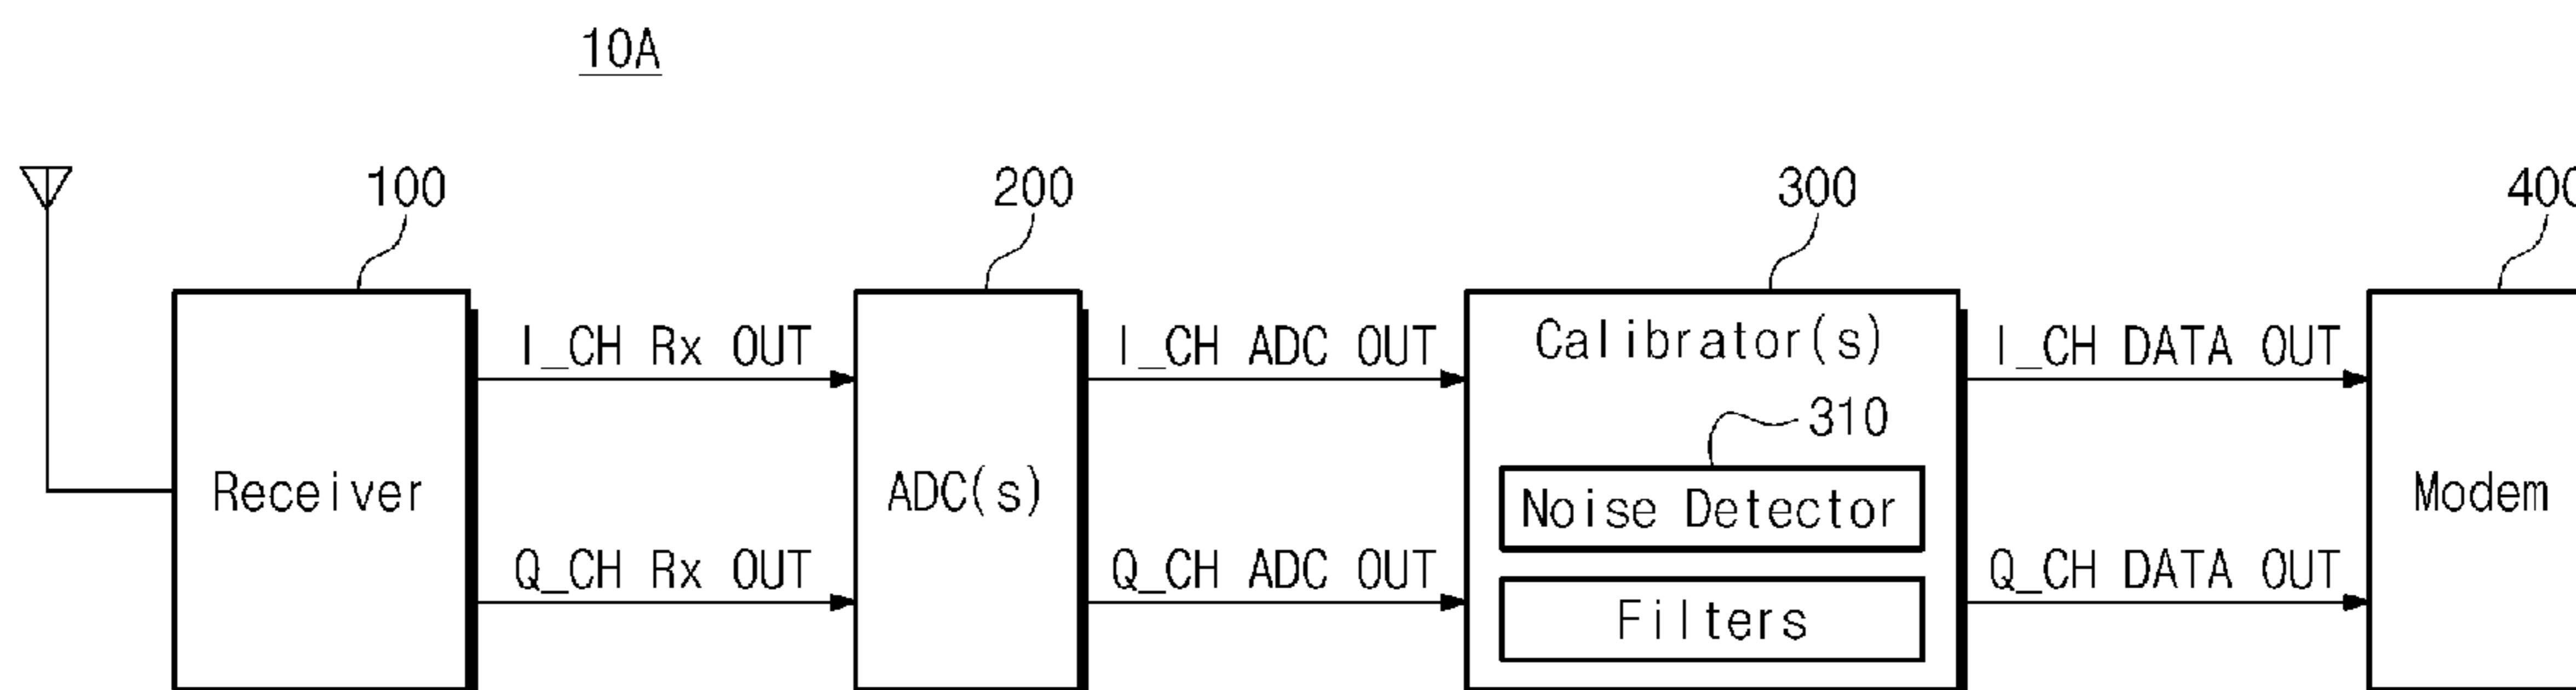 10A
100
200
300
400
I_CH Rx OUT
I_CH ADC OUT
Calibrator(s)
I_CH DATA OUT
310
Receiver
ADC(s)
Noise Detector
Modem
Q_CH Rx OUT
Q_CH ADC OUT
Q_CH DATA OUT
Filters